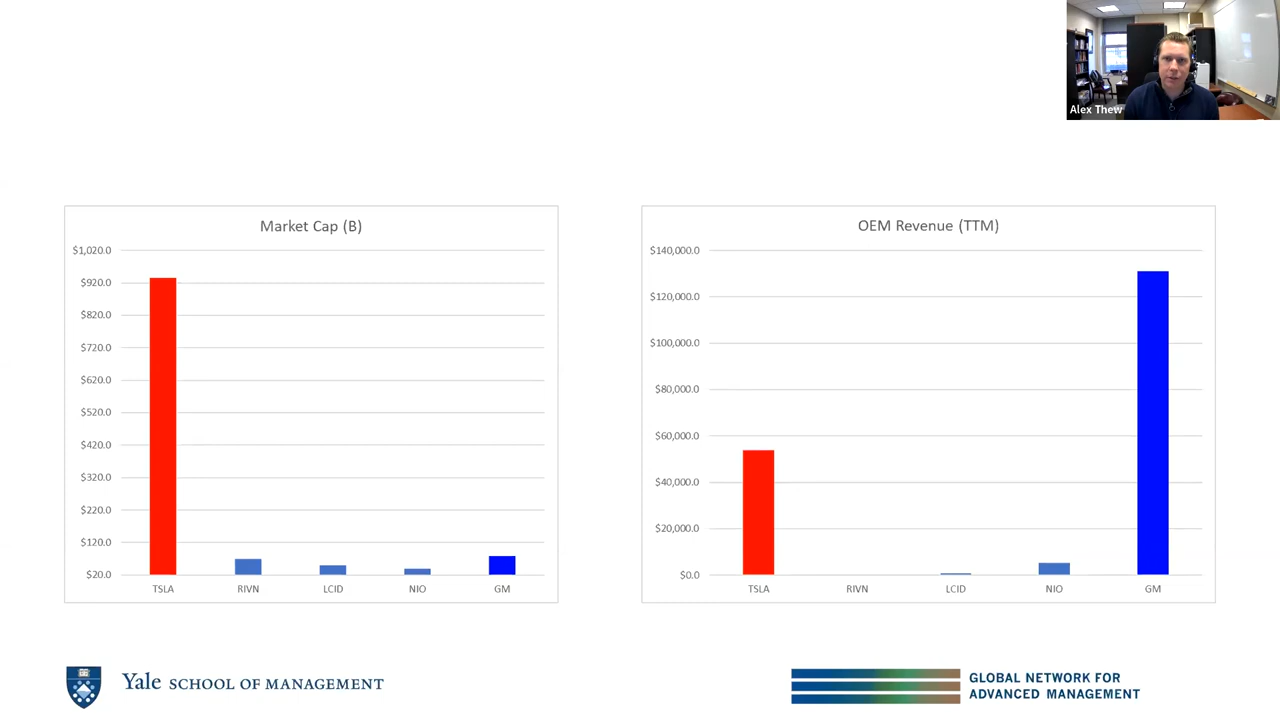 Alex Thew
Market Cap (B)
$1,020.0
$920.0
$820.0
$720.0
$620.0
$520.0
$420.0
$320.0
$220.0
$120.0
$20.0
TSLA RIVN LCID NIO GM
OEM Revenue (TTM)
$140,000.0
$120,000.0
$100,000.0
$80,000.0
$60,000.0
$40,000.0
$20,000.0
$0.0
TSLA RIVN LCID NIO GM
Yale SCHOOL OF MANAGEMENT
GLOBAL NETWORK FOR
ADVANCED MANAGEMENT